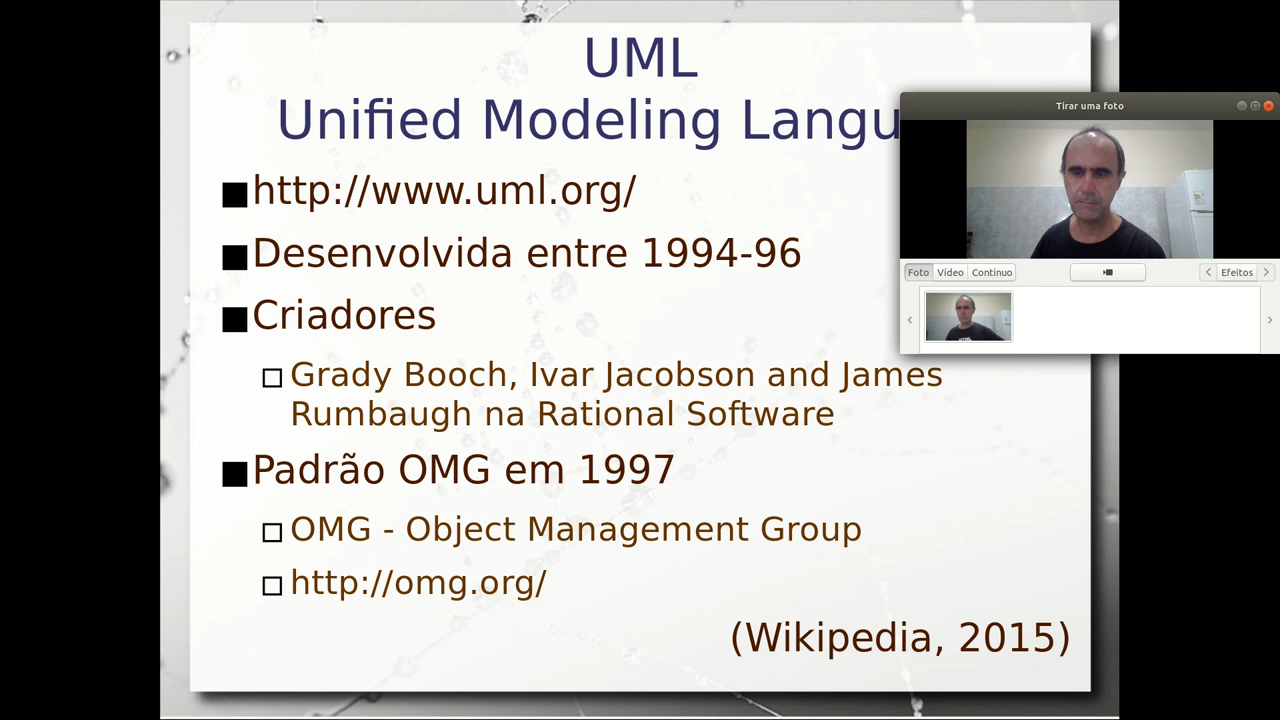 UML
Unified Modeling Langu
http://www.uml.org/
Desenvolvida entre 1994-96
Criadores
Grady Booch, Ivar Jacobson and James
Rumbaugh na Rational Software
Padrão OMG em 1997
OMG - Object Management Group
http://omg.org/
(Wikipedia, 2015)
Tirar uma foto
Foto Vídeo Contínuo
Efeitos